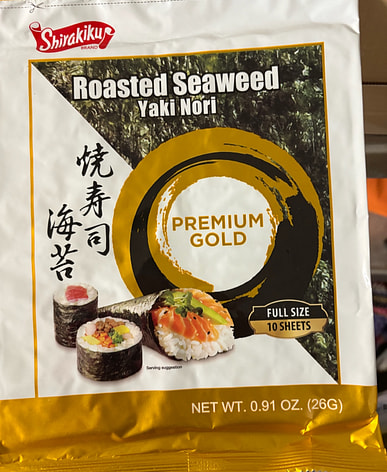 Shirakiku
BRAND
Roasted Seaweed
Yaki Nori
焼寿司
海苔
PREMIUM
GOLD
FULL SIZE
10 SHEETS
Serving suggestion
NET WT. 0.91 OZ. (26G)